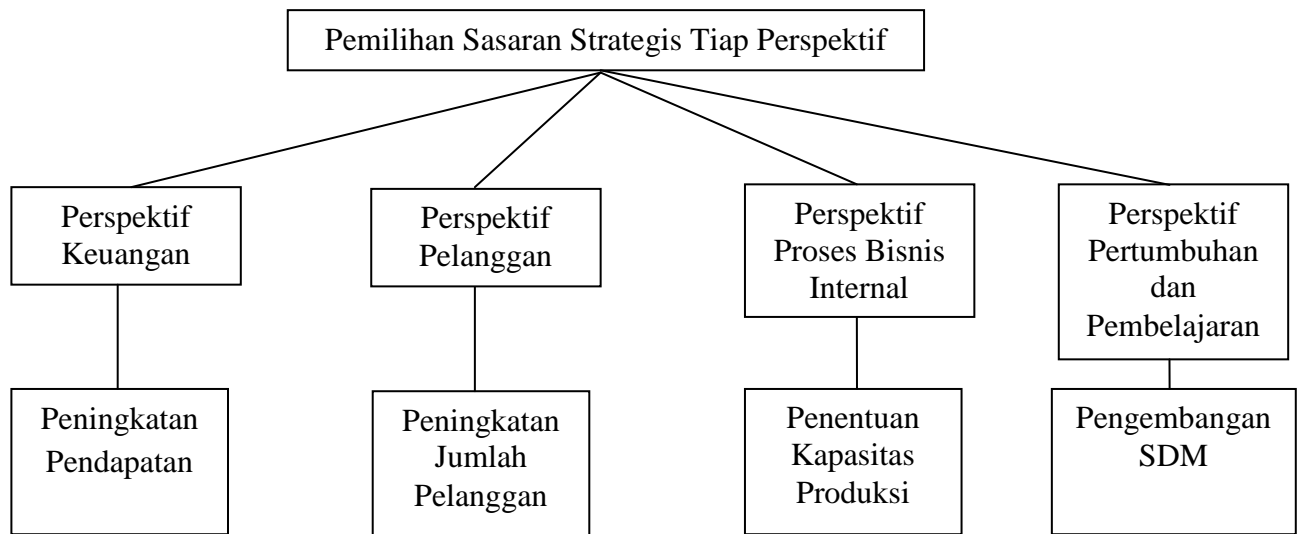 Pemilihan Sasaran Strategis Tiap Perspektif
Perspektif
Keuangan
Perspektif
Pelanggan
Perspektif
Proses Bisnis
Internal
Perspektif
Pertumbuhan
dan
Pembelajaran
Peningkatan
Pendapatan
Peningkatan
Jumlah
Pelanggan
Penentuan
Kapasitas
Produksi
Pengembangan
SDM